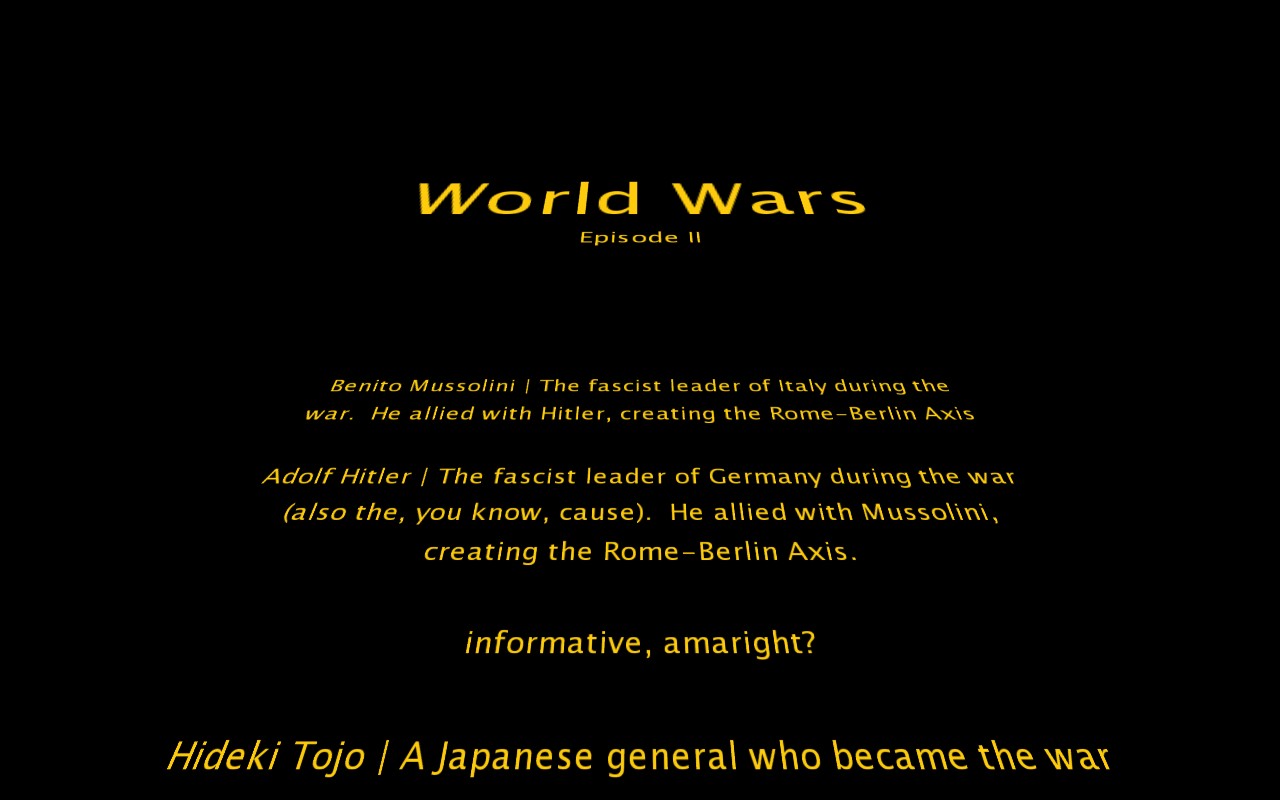 World Wars
Episode II
Benito Mussolini | The fascist leader of Italy during the
war.  He allied with Hitler, creating the Rome-Berlin Axis
Adolf Hitler | The fascist leader of Germany during the war
(also the, you know, cause).  He allied with Mussolini,
creating the Rome-Berlin Axis.
informative, amaright?
Hideki Tojo | A Japanese general who became the war